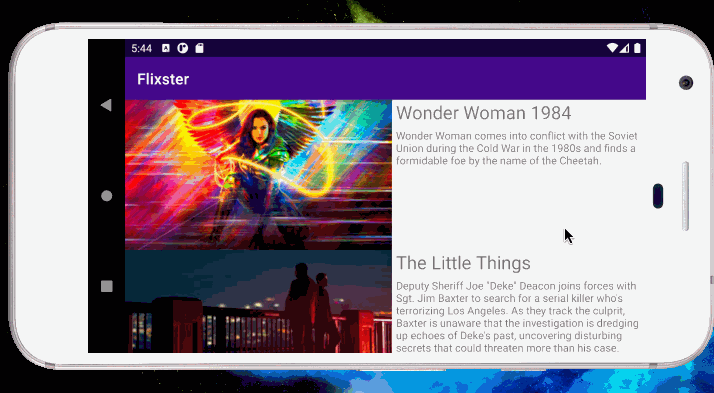 5:44
Flixster
Wonder Woman 1984
Wonder Woman comes into conflict with the Soviet
Union during the Cold War in the 1980s and finds a
formidable foe by the name of the Cheetah.
The Little Things
Deputy Sheriff Joe "Deke" Deacon joins forces with
Sgt. Jim Baxter to search for a serial killer who's
terrorizing Los Angeles. As they track the culprit,
Baxter is unaware that the investigation is dredging
up echoes of Deke's past, uncovering disturbing
secrets that could threaten more than his case.